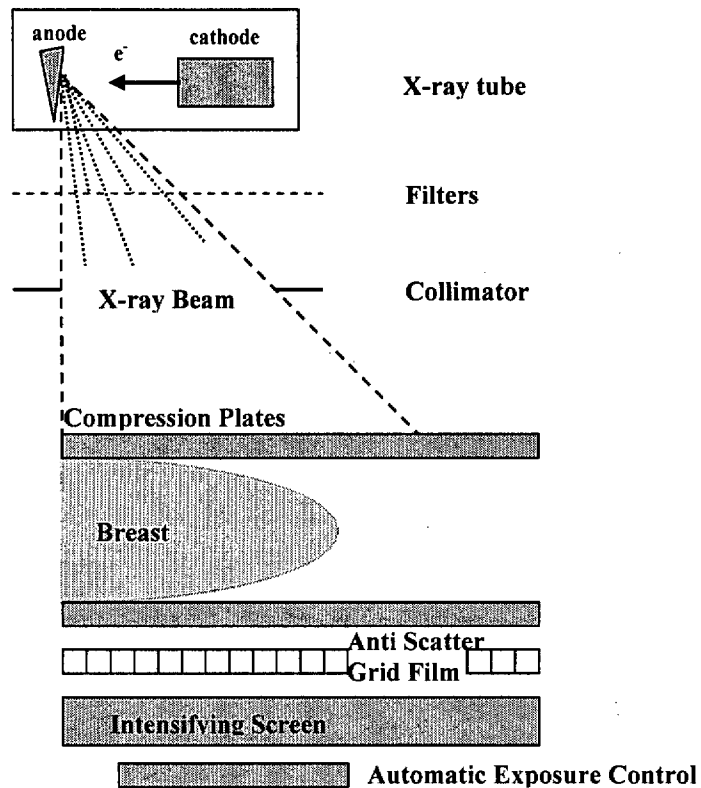 anode
cathode
e-
X-ray tube
Filters
X-ray Beam
Collimator
Compression Plates
Breast
Anti Scatter
Grid Film
Intensifying Screen
Automatic Exposure Control